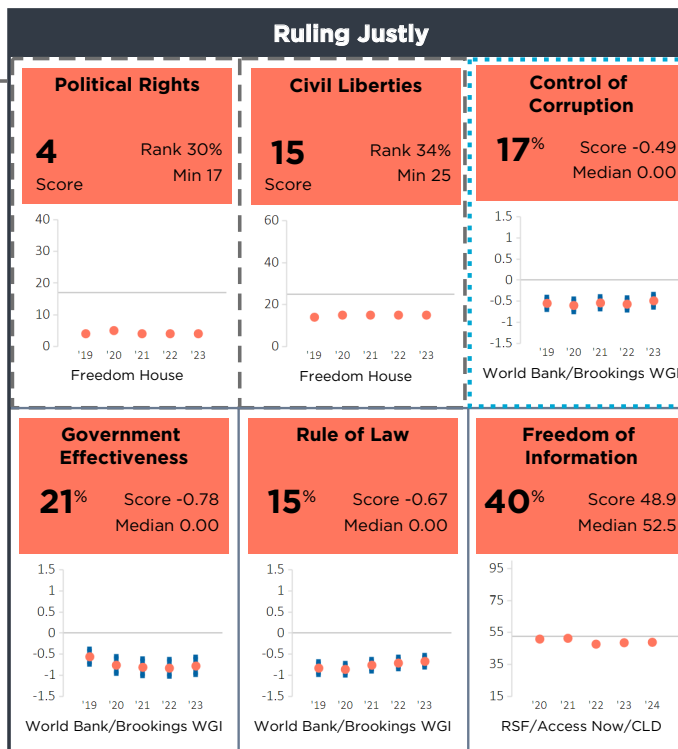 Ruling Justly
Political Rights
4
Score
Rank 30%
Min 17
40
30
20
10
0
'19 '20 '21 '22 '23
Freedom House
Civil Liberties
15
Score
Rank 34%
Min 25
60
40
20
0
'19 '20 '21 '22 '23
Freedom House
Control of
Corruption
17%
Score -0.49
Median 0.00
1.5
1
0.5
0
-0.5
-1
-1.5
'19 '20 '21 '22 '23
World Bank/Brookings WGI
Government
Effectiveness
21%
Score -0.78
Median 0.00
1.5
1
0.5
0
-0.5
-1
-1.5
'19 '20 '21 '22 '23
World Bank/Brookings WGI
Rule of Law
15%
Score -0.67
Median 0.00
1.5
1
0.5
0
-0.5
-1
-1.5
'19 '20 '21 '22 '23
World Bank/Brookings WGI
Freedom of
Information
40%
Score 48.9
Median 52.5
95
75
55
35
15
'20 '21 '22 '23 '24
RSF/Access Now/CLD